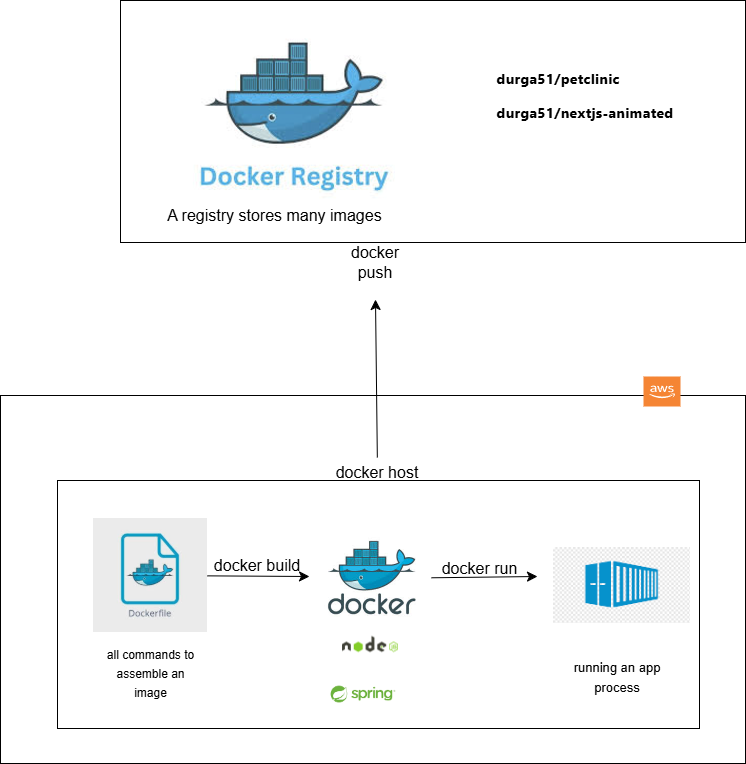 durga51/petclinic
durga51/nextjs-animated
Docker Registry
A registry stores many images
docker
push
aws
docker host
Dockerfile
docker build
docker
docker run
node JS
spring
all commands to
assemble an
image
running an app
process